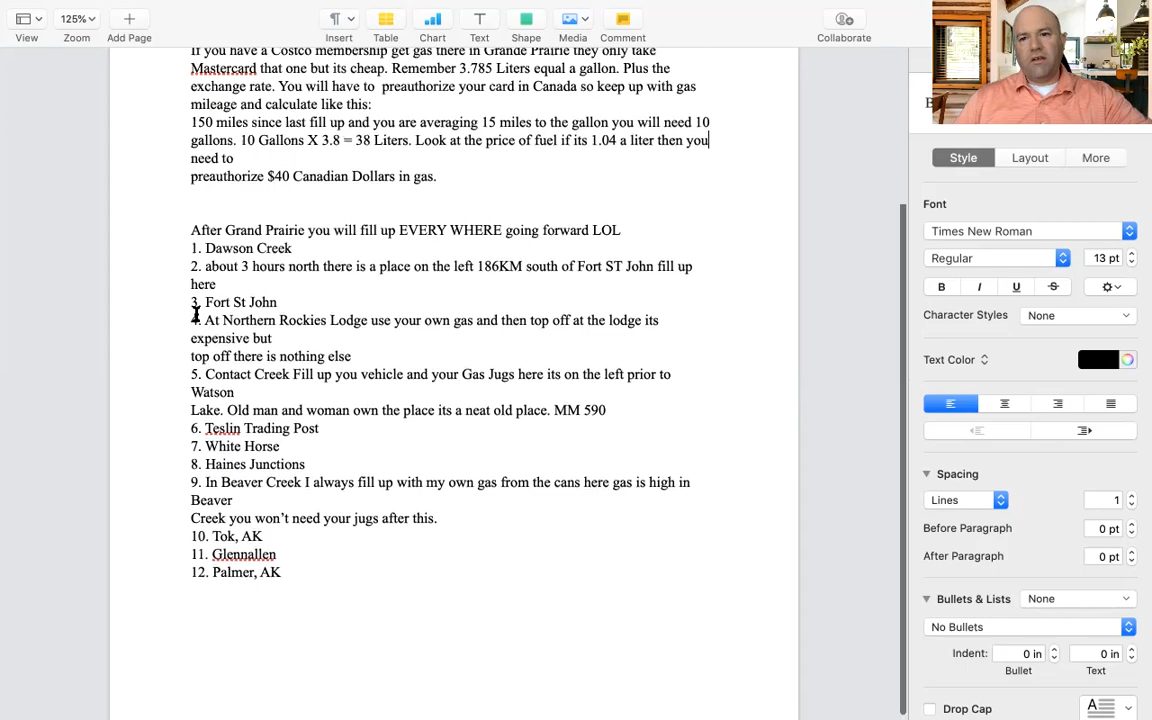 125%
View
Zoom
Add Page
Insert
Table
Chart
Text
Shape
Media
Comment
Collaborate
If you have a Costco membership get gas there in Grande Prairie they only take
Mastercard that one but its cheap. Remember 3.785 Liters equal a gallon. Plus the
exchange rate. You will have to preauthorize your card in Canada so keep up with gas
mileage and calculate like this:
150 miles since last fill up and you are averaging 15 miles to the gallon you will need 10
gallons. 10 Gallons X 3.8 = 38 Liters. Look at the price of fuel if its 1.04 a liter then you
need to
preauthorize $40 Canadian Dollars in gas.
After Grand Prairie you will fill up EVERY WHERE going forward LOL
1. Dawson Creek
2. about 3 hours north there is a place on the left 186KM south of Fort ST John fill up
here
3. Fort St John
4. At Northern Rockies Lodge use your own gas and then top off at the lodge its
expensive but
top off there is nothing else
5. Contact Creek Fill up you vehicle and your Gas Jugs here its on the left prior to
Watson
Lake. Old man and woman own the place its a neat old place. MM 590
6. Teslin Trading Post
7. White Horse
8. Haines Junctions
9. In Beaver Creek I always fill up with my own gas from the cans here gas is high in
Beaver
Creek you won't need your jugs after this.
10. Tok, AK
11. Glennallen
12. Palmer, AK
Style
Layout
More
Font
Times New Roman
Regular
13 pt
B I U S
Character Styles
None
Text Color
Spacing
Lines
1
Before Paragraph
0 pt
After Paragraph
0 pt
Bullets & Lists
None
No Bullets
Indent:
0 in
0 in
Bullet
Text
Drop Cap
A